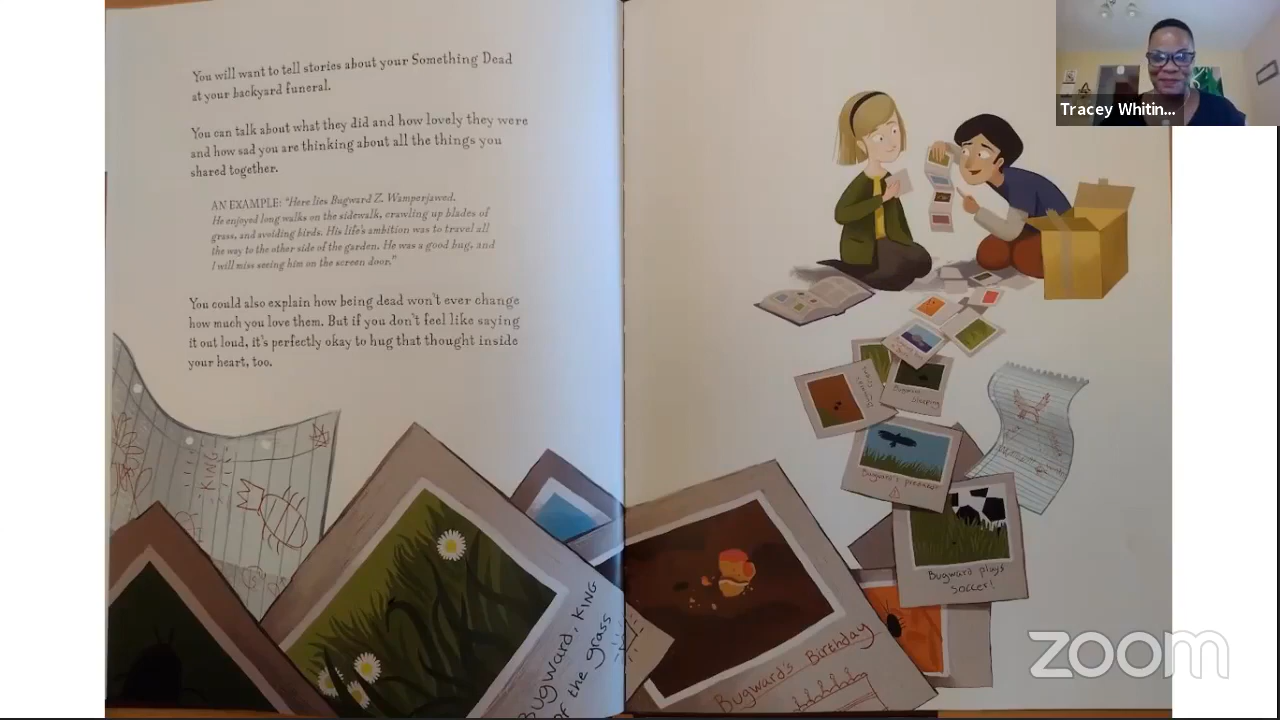 You will want to tell stories about your Something Dead
at your backyard funeral.
You can talk about what they did and how lovely they were
and how sad you are thinking about all the things you
shared together.
AN EXAMPLE: "Here lies Bugward Z. Wamperjawed.
He enjoyed long walks on the sidewalk, crawling up blades of
grass, and avoiding birds. His life's ambition was to travel all
the way to the other side of the garden. He was a good bug, and
I will miss seeing him on the screen door."
You could also explain how being dead won't ever change
how much you love them. But if you don't feel like saying
it out loud, it's perfectly okay to hug that thought inside
your heart, too.
KING
Bugward, KING
of the grass
Bugward's Birthday
Bugward
Sleeping
Bugward's predator
Bugward plays
soccer!
Tracey Whitin...
zoom